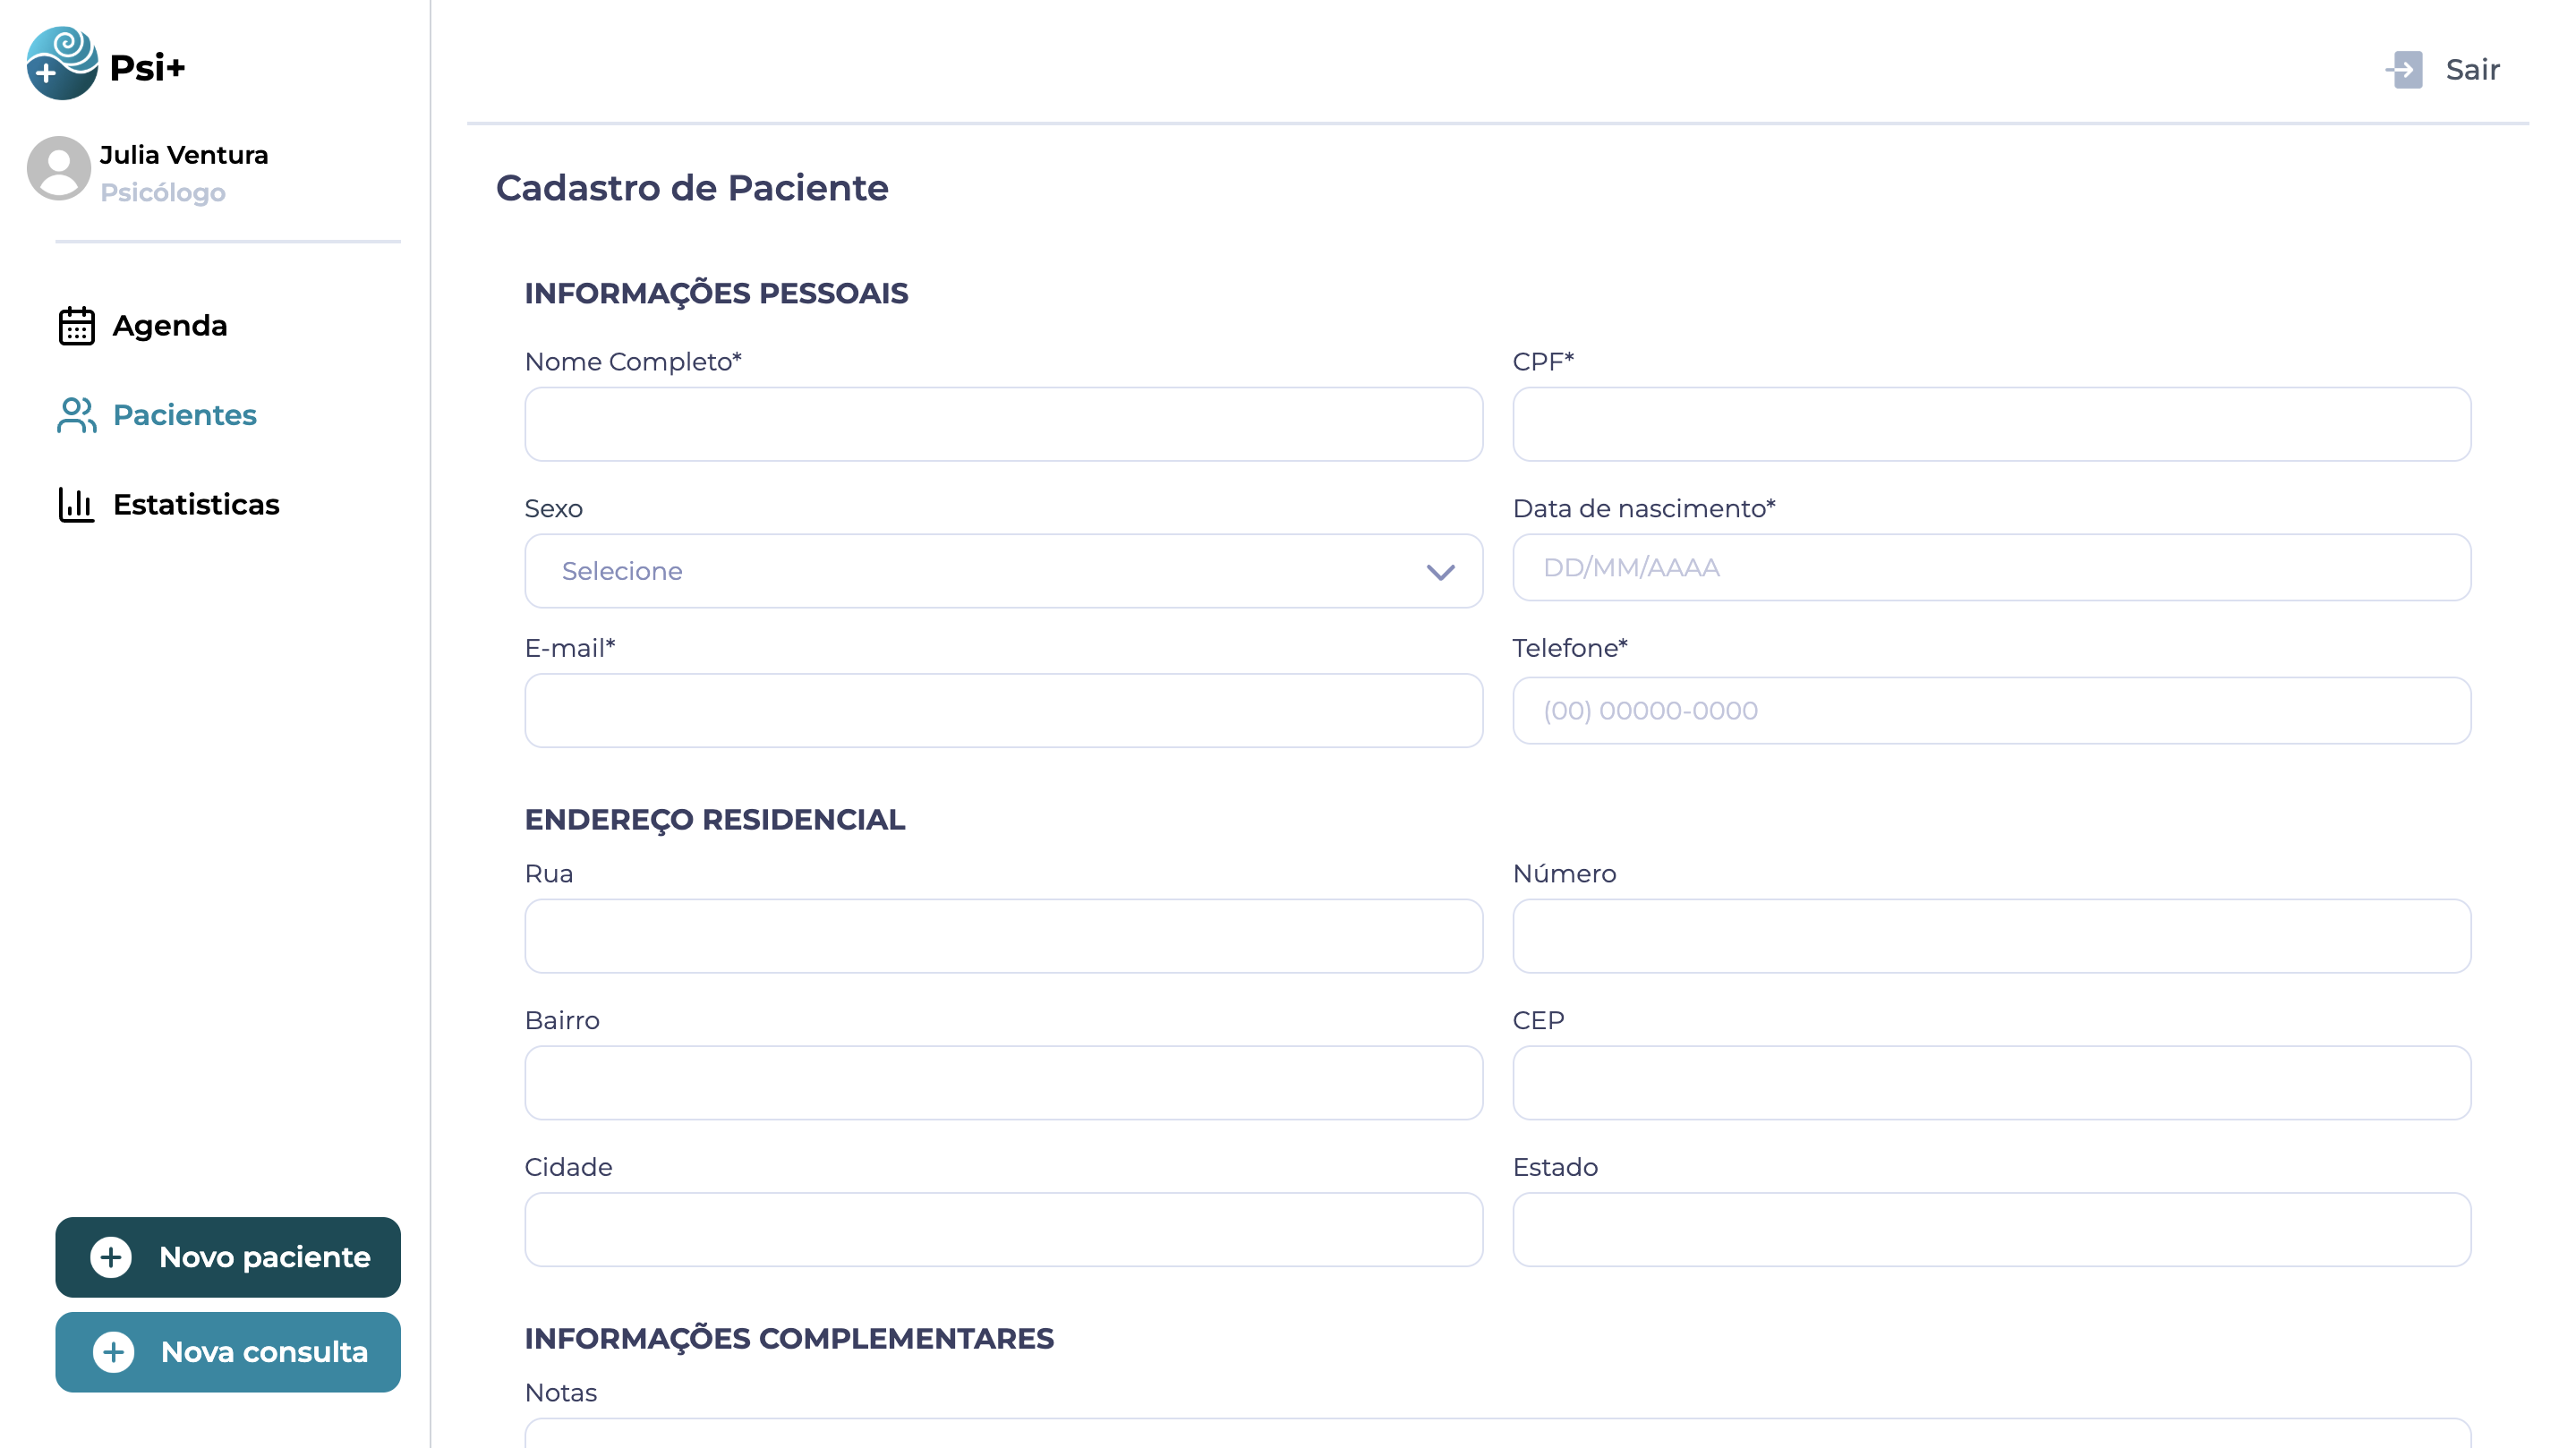 Psi+
Julia Ventura
Psicólogo
Agenda
Pacientes
Estatisticas
Novo paciente
Nova consulta
Sair
Cadastro de Paciente
INFORMAÇÕES PESSOAIS
Nome Completo*
CPF*
Sexo
Data de nascimento*
Selecione
DD/MM/AAAA
E-mail*
Telefone*
(00) 00000-0000
ENDEREÇO RESIDENCIAL
Rua
Número
Bairro
CEP
Cidade
Estado
INFORMAÇÕES COMPLEMENTARES
Notas